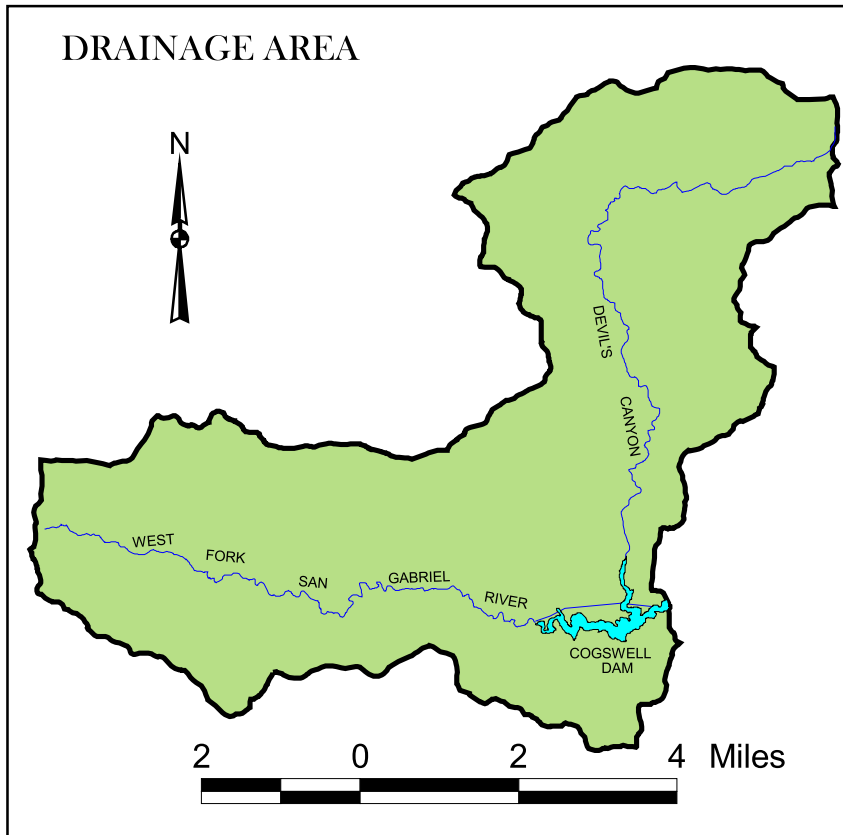 DRAINAGE AREA
N
DEVIL'S
CANYON
WEST
FORK
SAN
GABRIEL
RIVER
COGSWELL
DAM
2 0 2 4 Miles